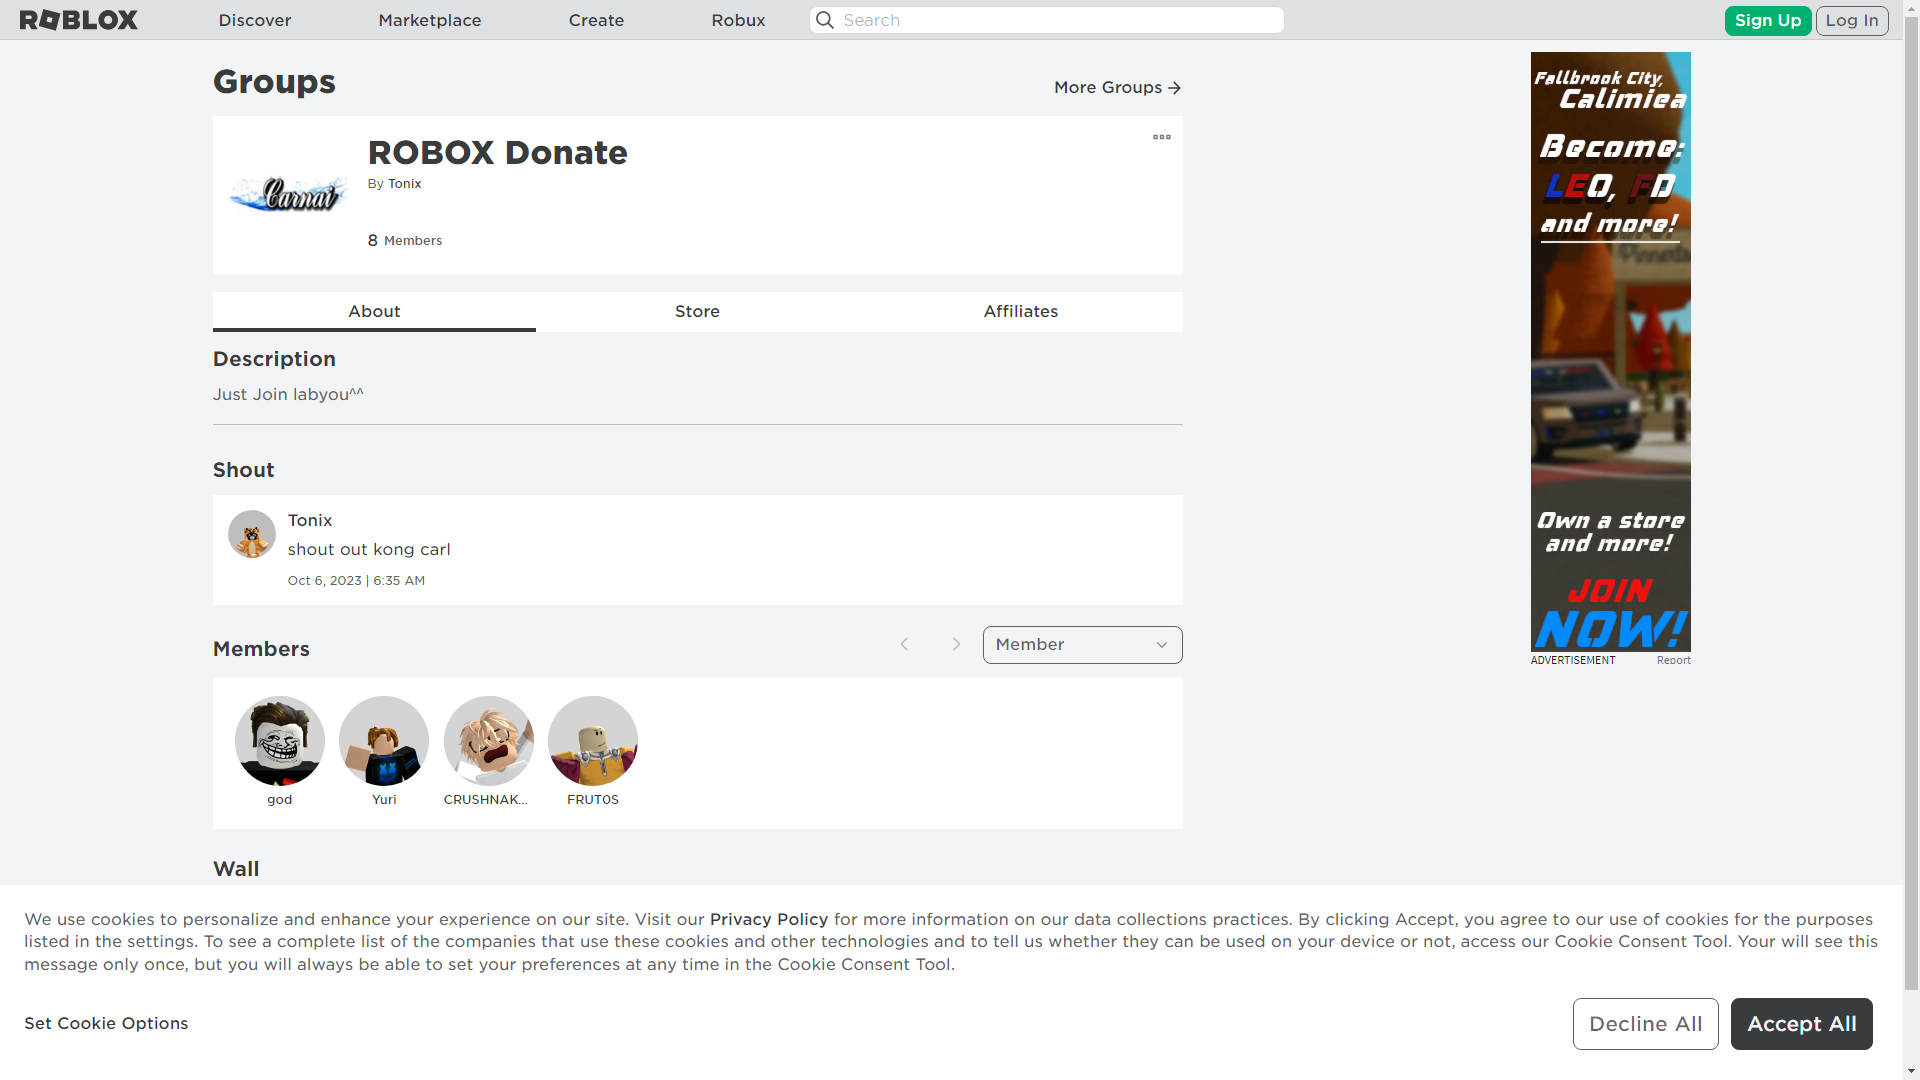 ROBLOX
Discover
Marketplace
Create
Robux
Search
Sign Up
Log In
Groups
More Groups
Carnai
ROBOX Donate
By Tonix
8 Members
About
Store
Affiliates
Description
Just Join labyou^^
Shout
Tonix
shout out kong carl
Oct 6, 2023 | 6:35 AM
Members
Member
god
Yuri
CRUSHNAK...
FRUT0S
Wall
Fallbrook City,
Calimiea
Become:
LEO, FD
and more!
Own a store
and more!
JOIN
NOW!
ADVERTISEMENT
Report
We use cookies to personalize and enhance your experience on our site. Visit our Privacy Policy for more information on our data collections practices. By clicking Accept, you agree to our use of cookies for the purposes
listed in the settings. To see a complete list of the companies that use these cookies and other technologies and to tell us whether they can be used on your device or not, access our Cookie Consent Tool. Your will see this
message only once, but you will always be able to set your preferences at any time in the Cookie Consent Tool.
Set Cookie Options
Decline All
Accept All